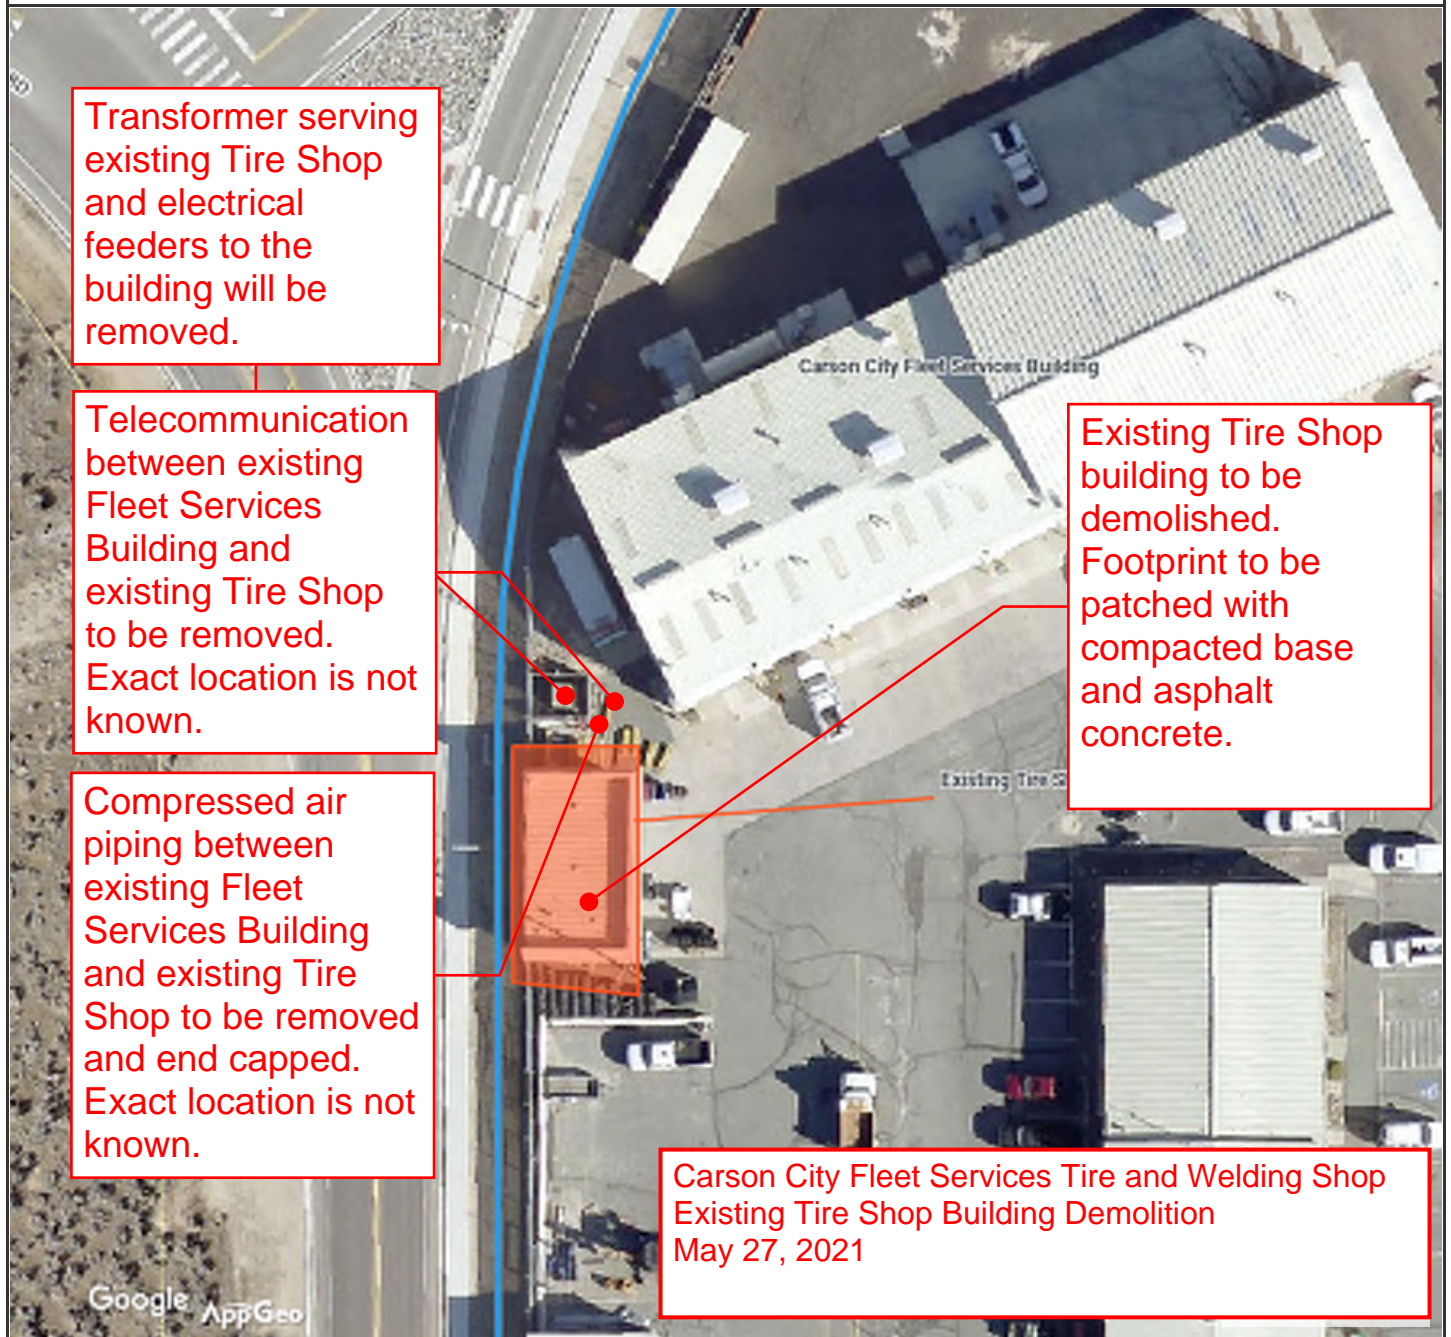 Transformer serving
existing Tire Shop
and electrical
feeders to the
building will be
removed.
Telecommunication
between existing
Fleet Services
Building and
existing Tire Shop
to be removed.
Exact location is not
known.
Compressed air
piping between
existing Fleet
Services Building
and existing Tire
Shop to be removed
and end capped.
Exact location is not
known.
Carson City Fleet Services Building
Existing Tire Shop
building to be
demolished.
Footprint to be
patched with
compacted base
and asphalt
concrete.
Existing Tire S
Carson City Fleet Services Tire and Welding Shop
Existing Tire Shop Building Demolition
May 27, 2021
Google AppGeo